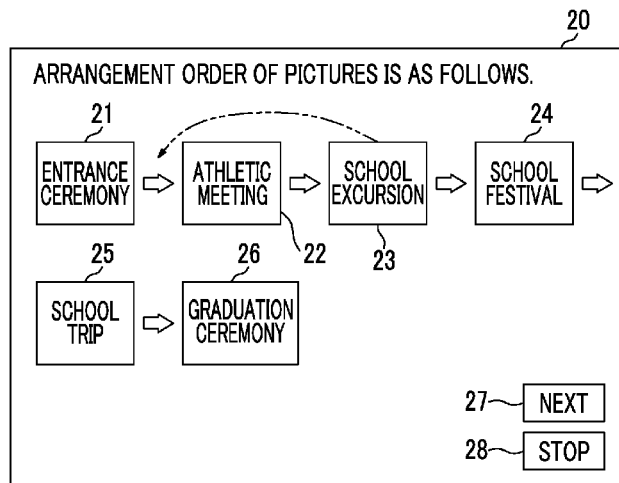 20
ARRANGEMENT ORDER OF PICTURES IS AS FOLLOWS.
21
24
ENTRANCE
CEREMONY
ATHLETIC
MEETING
SCHOOL
EXCURSION
SCHOOL
FESTIVAL
22
23
25
26
SCHOOL
TRIP
GRADUATION
CEREMONY
27
NEXT
28
STOP